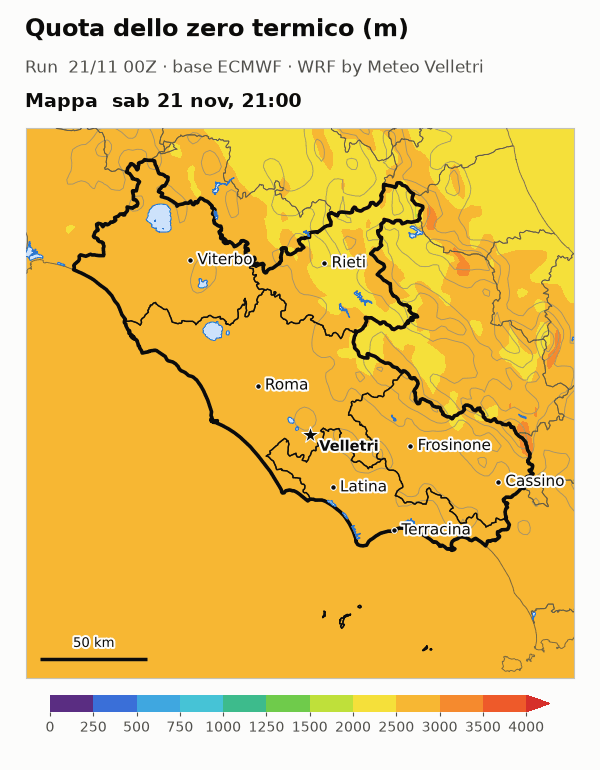 Quota dello zero termico (m)
Run  21/11 00Z · base ECMWF · WRF by Meteo Velletri
Mappa  sab 21 nov, 21:00
Viterbo
Rieti
Roma
Velletri
Frosinone
Cassino
Latina
Terracina
50 km
0 250 500 750 1000 1250 1500 2000 2500 3000 3500 4000